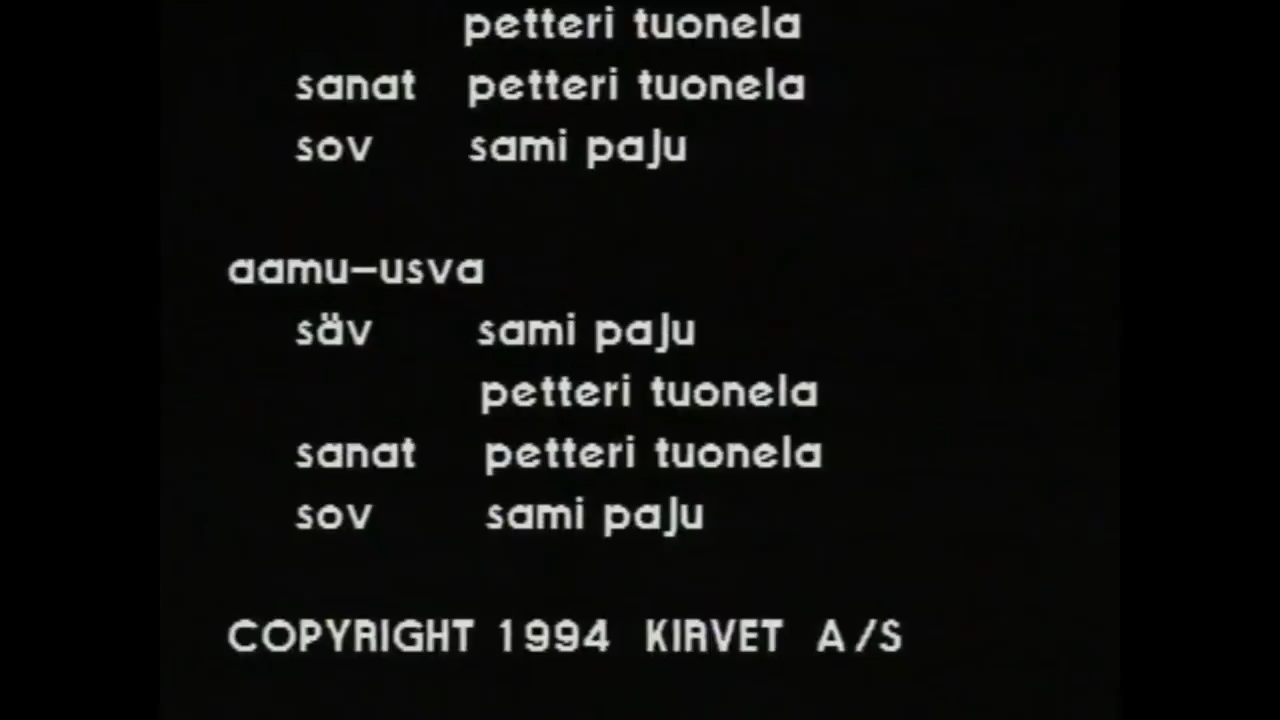 petteri tuonela
sanat petteri tuonela
sov sami paju
aamu-usva
säv sami paju
petteri tuonela
sanat petteri tuonela
sov sami paju
COPYRIGHT 1994 KIRVET A/S